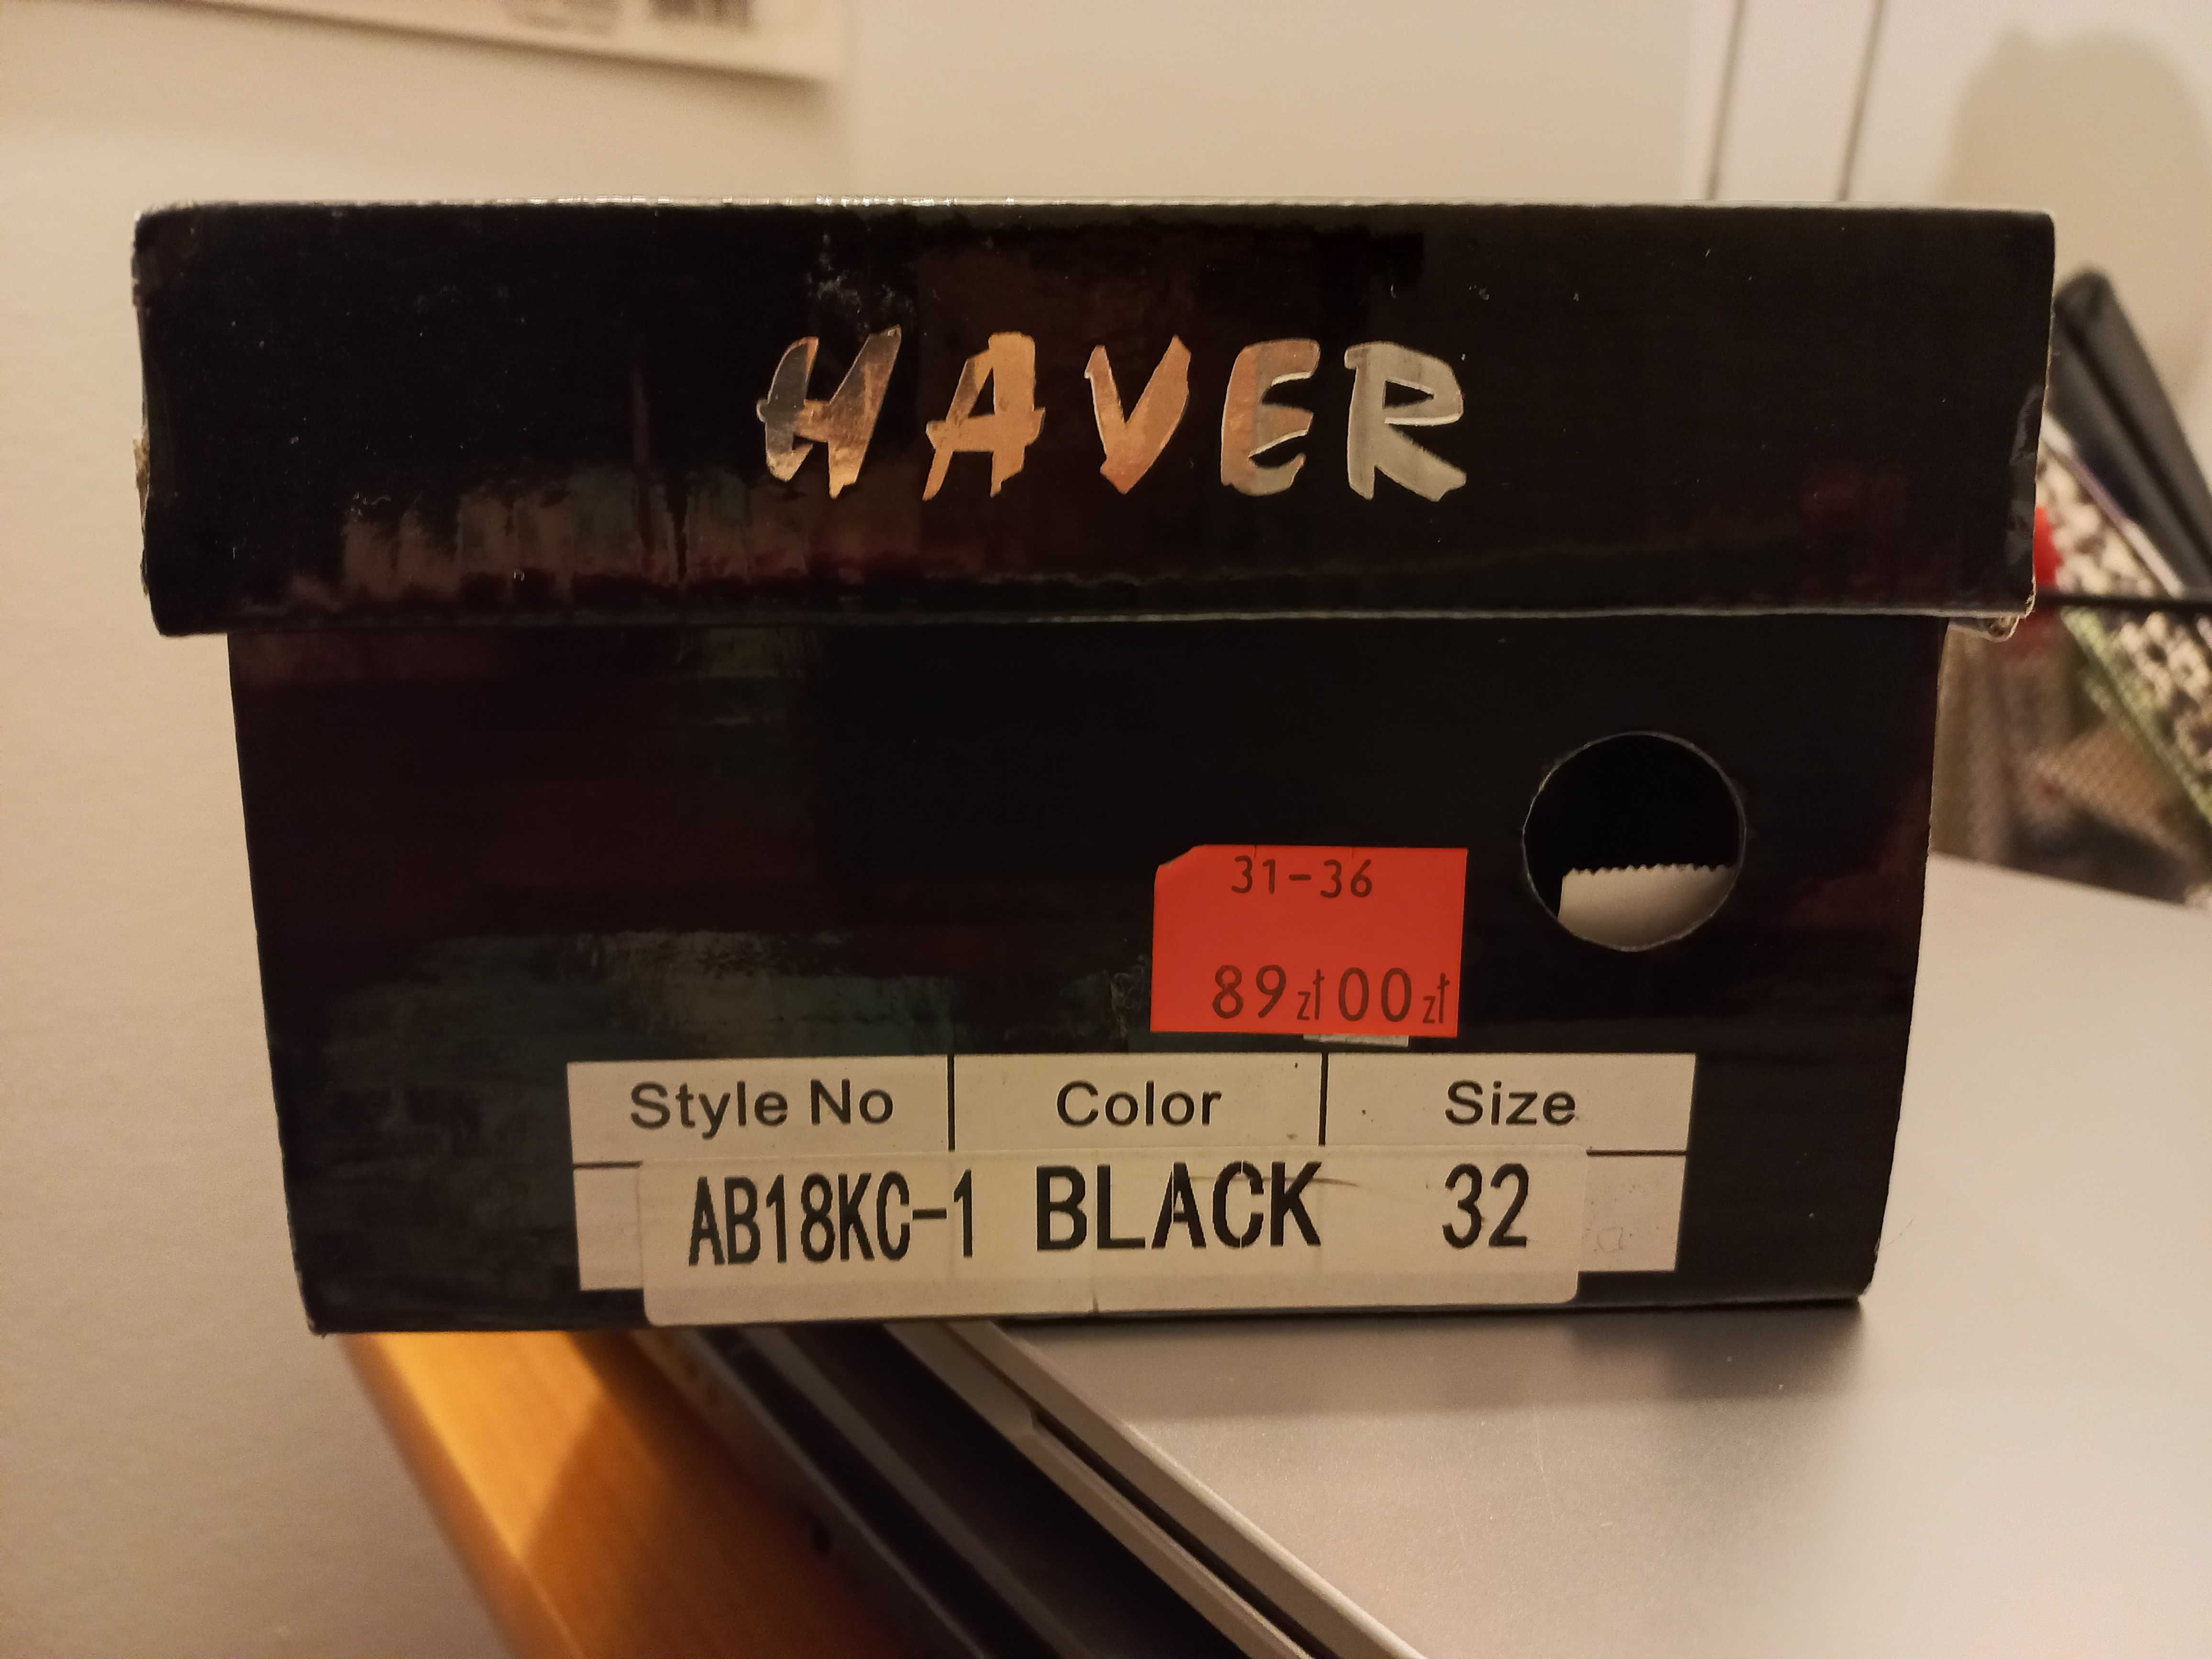 HAVER
31-36
89zł00zł
Style No Color Size
AB18KC-1 BLACK 32